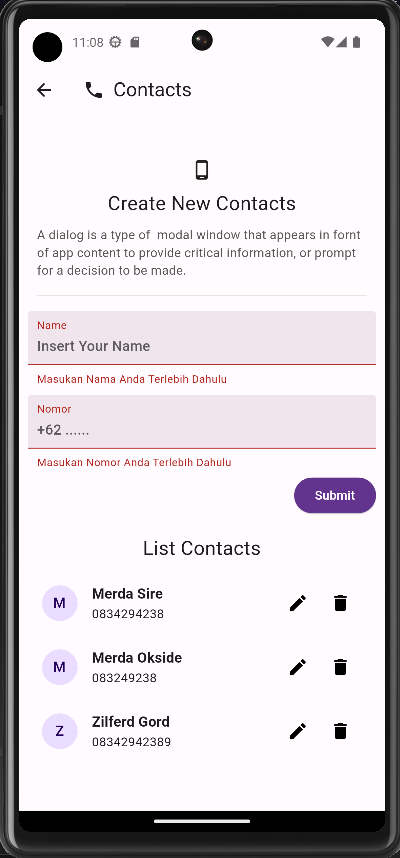 11:08
Contacts
Create New Contacts
A dialog is a type of  modal window that appears in fornt
of app content to provide critical information, or prompt
for a decision to be made.
Name
Insert Your Name
Masukan Nama Anda Terlebih Dahulu
Nomor
+62 ......
Masukan Nomor Anda Terlebih Dahulu
Submit
List Contacts
M
Merda Sire
0834294238
M
Merda Okside
083249238
Z
Zilferd Gord
08342942389